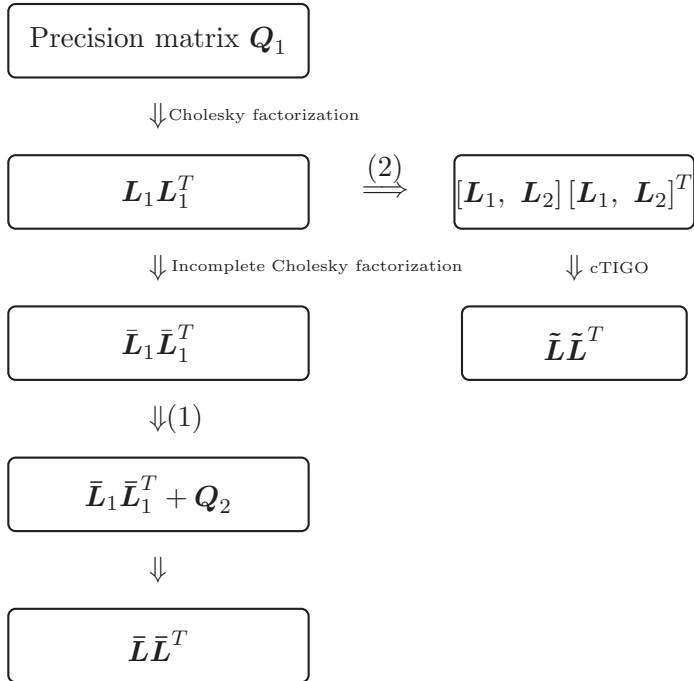 Precision matrix Q₁
⇓ Cholesky factorization
L₁L₁ᵀ
(2)
⟹
[L₁, L₂] [L₁, L₂]ᵀ
⇓ Incomplete Cholesky factorization
⇓ cTIGO
L̄₁L̄₁ᵀ
L̃L̃ᵀ
⇓(1)
L̄₁L̄₁ᵀ + Q₂
⇓
L̄L̄ᵀ